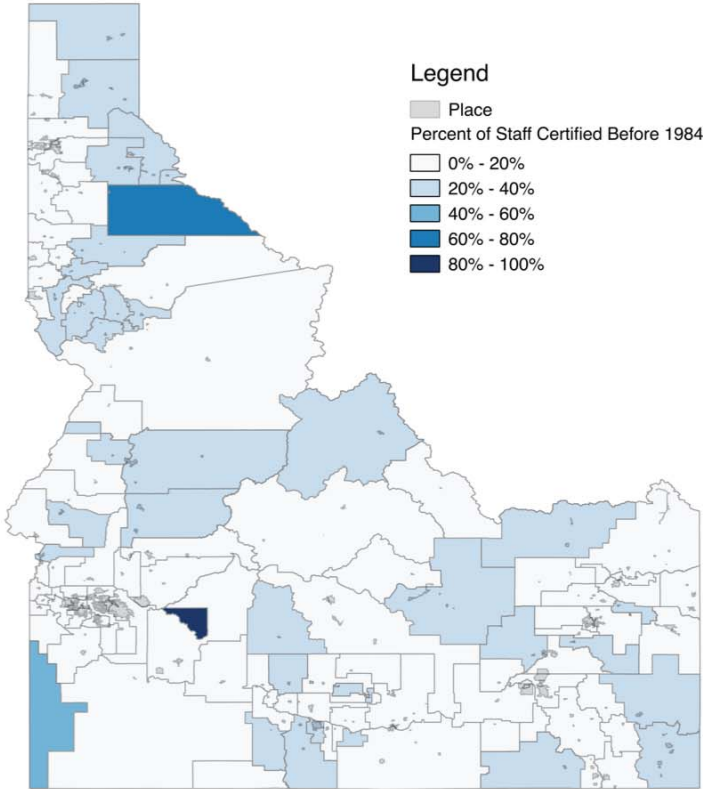 Legend
Place
Percent of Staff Certified Before 1984
0% - 20%
20% - 40%
40% - 60%
60% - 80%
80% - 100%